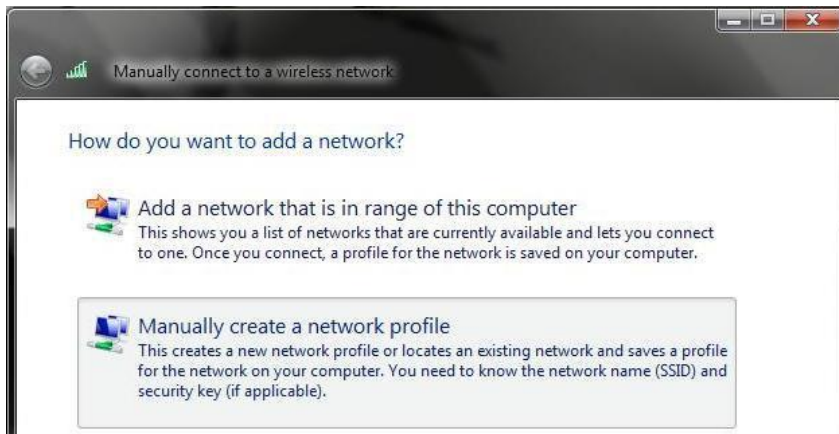 Manually connect to a wireless network
How do you want to add a network?
Add a network that is in range of this computer
This shows you a list of networks that are currently available and lets you connect
to one. Once you connect, a profile for the network is saved on your computer.
Manually create a network profile
This creates a new network profile or locates an existing network and saves a profile
for the network on your computer. You need to know the network name (SSID) and
security key (if applicable).